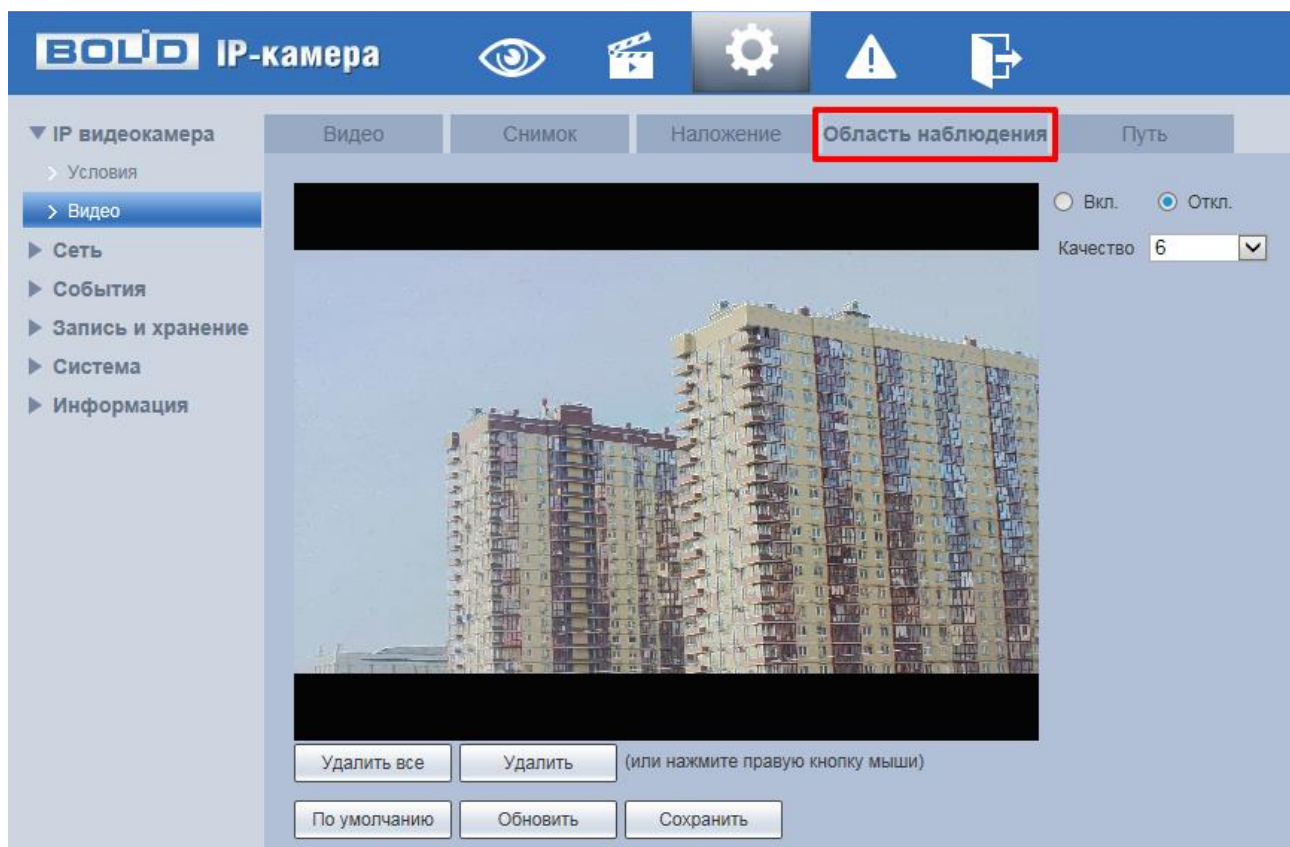 BOLID IP-камера
IP видеокамера
Условия
Видео
Сеть
События
Запись и хранение
Система
Информация
Видео Снимок Наложение Область наблюдения Путь
Вкл. Откл.
Качество 6
Удалить все Удалить (или нажмите правую кнопку мыши)
По умолчанию Обновить Сохранить